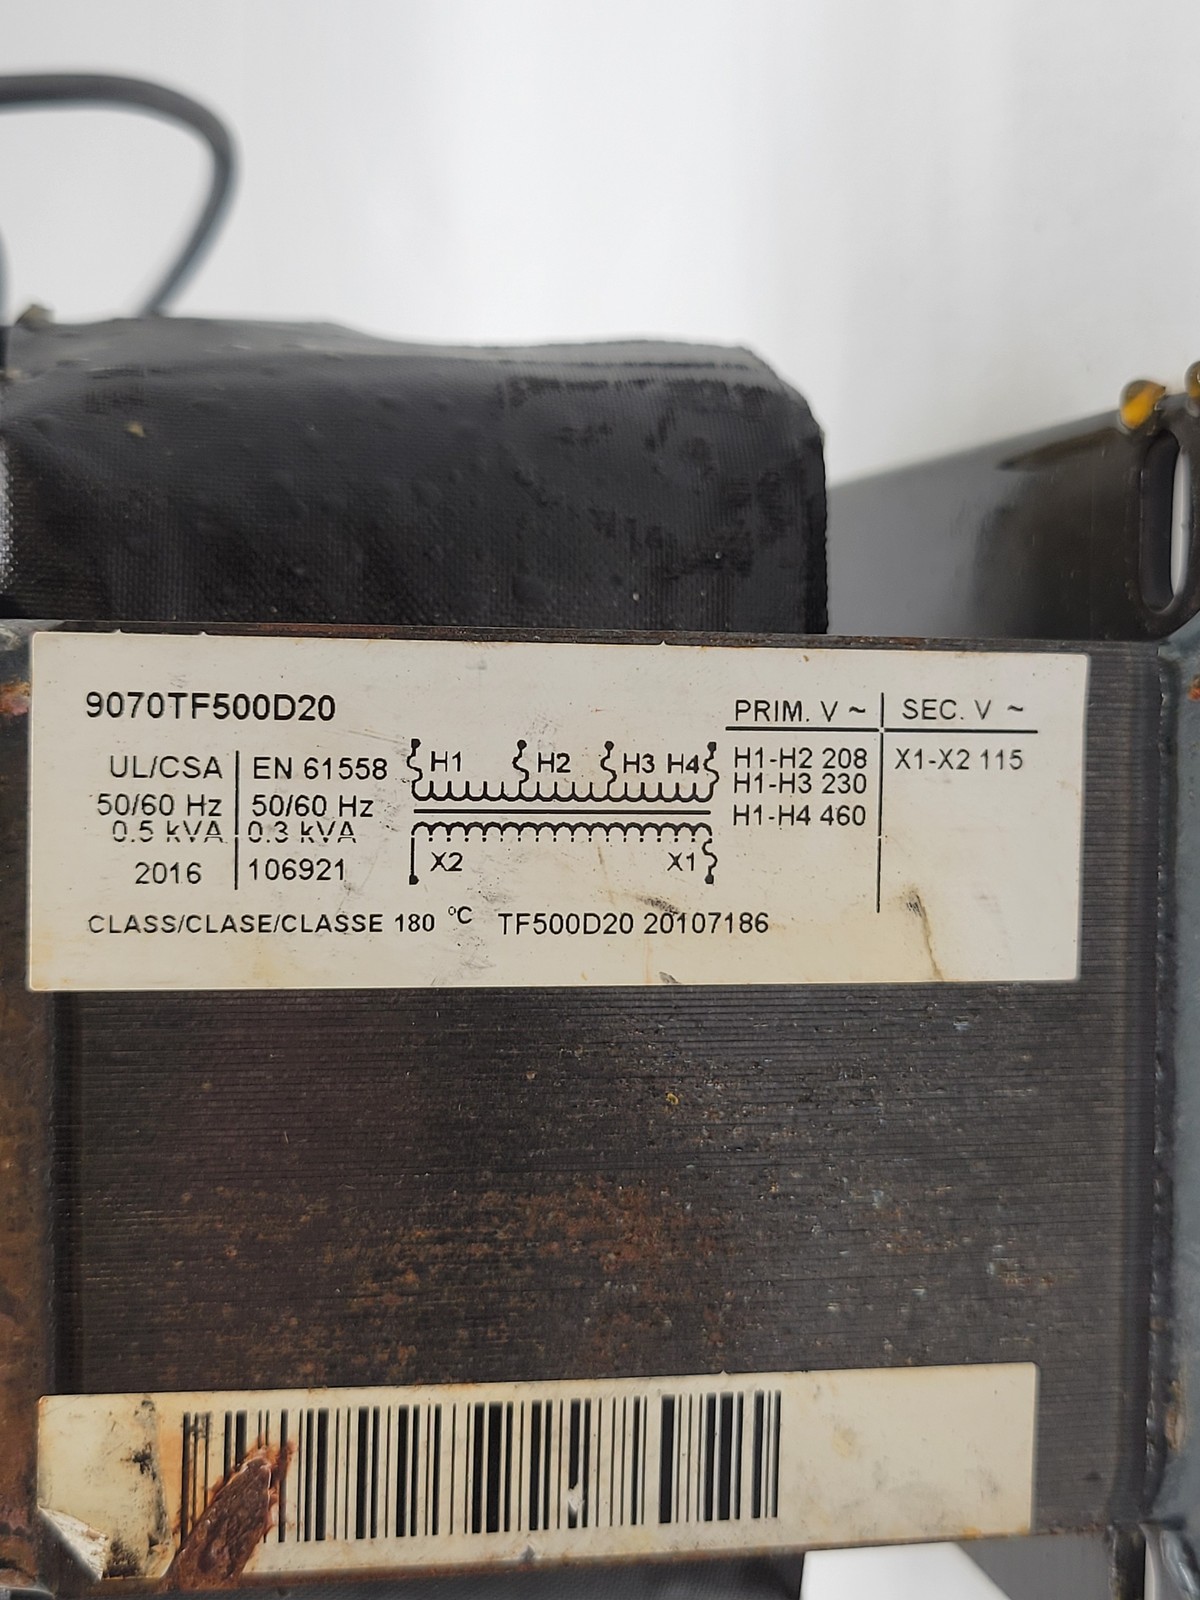 9070TF500D20
UL/CSA EN 61558
50/60 Hz 50/60 Hz
0.5 kVA 0.3 kVA
2016 106921
CLASS/CLASE/CLASSE 180 °C TF500D20 20107186
H1 H2 H3 H4
X2 X1
PRIM. V ~ SEC. V ~
H1-H2 208 X1-X2 115
H1-H3 230
H1-H4 460